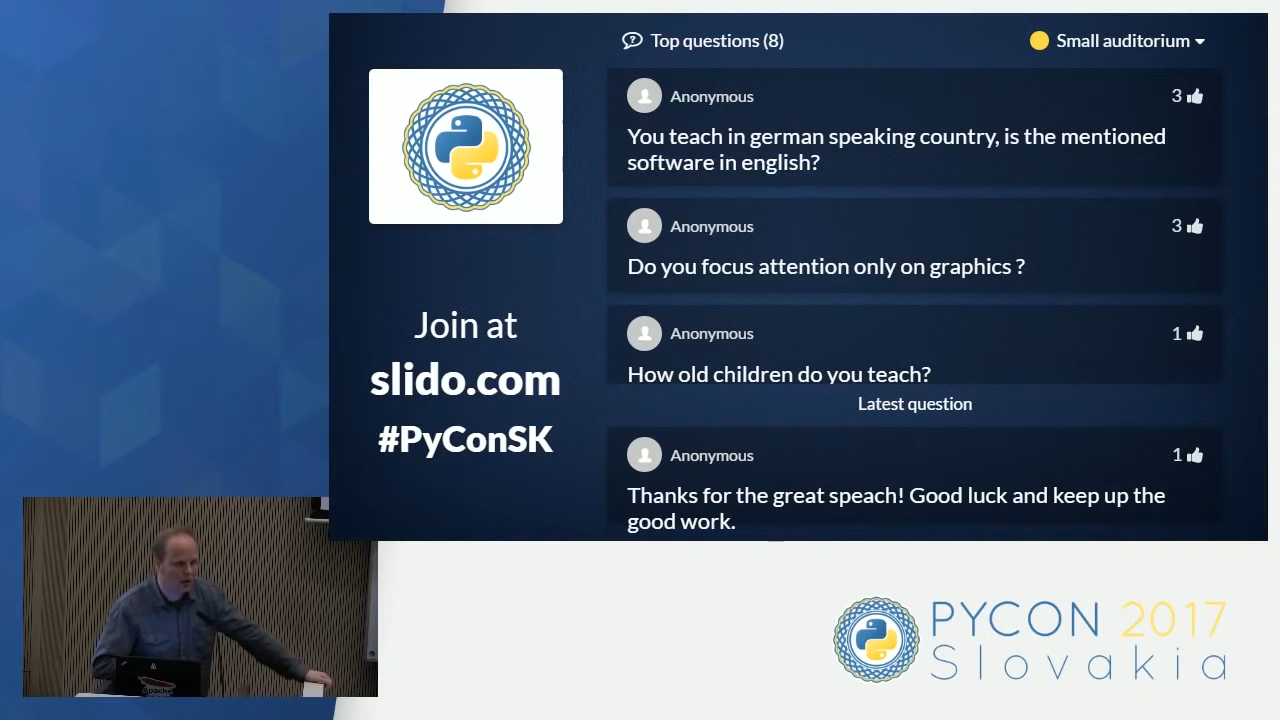 Top questions (8)
Small auditorium
Anonymous
3
You teach in german speaking country, is the mentioned
software in english?
Anonymous
3
Do you focus attention only on graphics ?
Anonymous
1
How old children do you teach?
Latest question
Anonymous
1
Thanks for the great speach! Good luck and keep up the
good work.
Join at
slido.com
#PyConSK
Apache
PYCON 2017
Slovakia